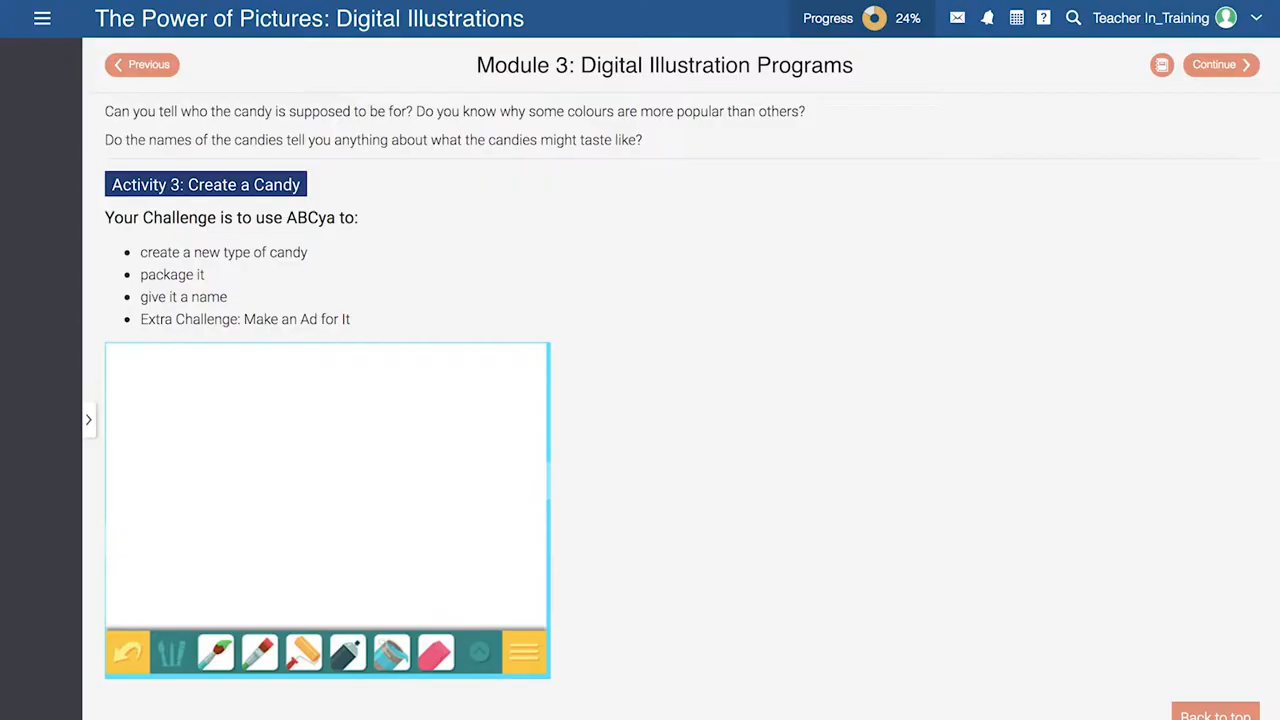 The Power of Pictures: Digital Illustrations
Progress 24%
Teacher In_Training
Previous
Module 3: Digital Illustration Programs
Continue
Can you tell who the candy is supposed to be for? Do you know why some colours are more popular than others?
Do the names of the candies tell you anything about what the candies might taste like?
Activity 3: Create a Candy
Your Challenge is to use ABCya to:
create a new type of candy
package it
give it a name
Extra Challenge: Make an Ad for It
Back to top